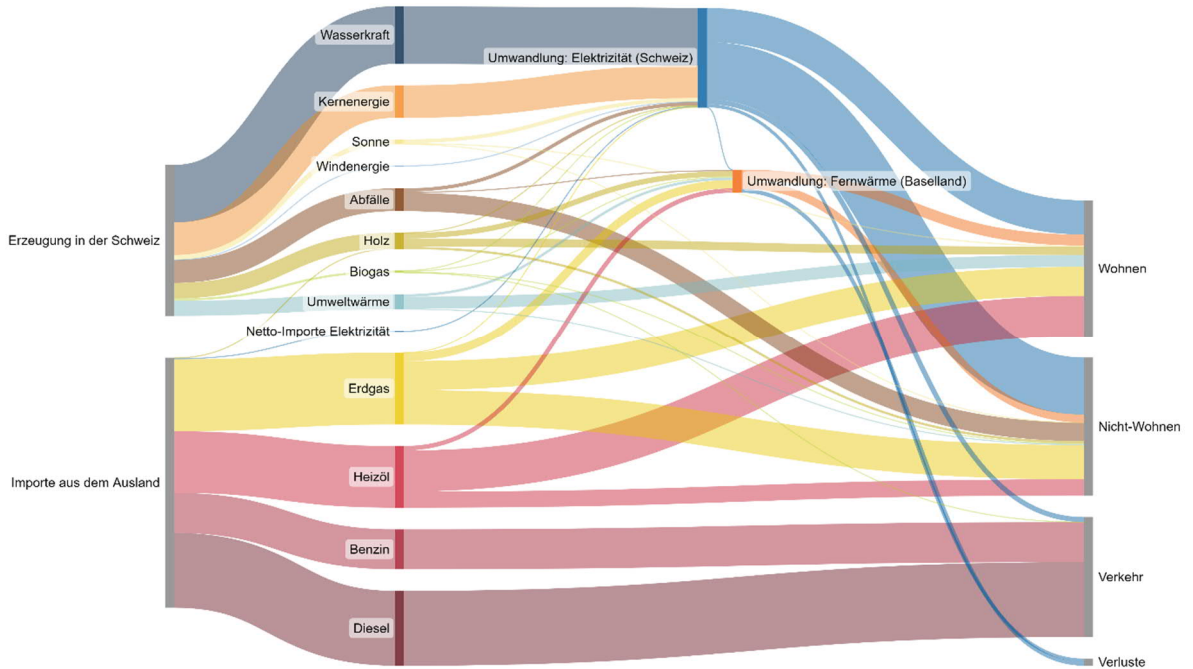 Erzeugung in der Schweiz
Importe aus dem Ausland
Wasserkraft
Kernenergie
Sonne
Windenergie
Abfälle
Holz
Biogas
Umweltwärme
Netto-Importe Elektrizität
Erdgas
Heizöl
Benzin
Diesel
Umwandlung: Elektrizität (Schweiz)
Umwandlung: Fernwärme (Baselland)
Wohnen
Nicht-Wohnen
Verkehr
Verluste